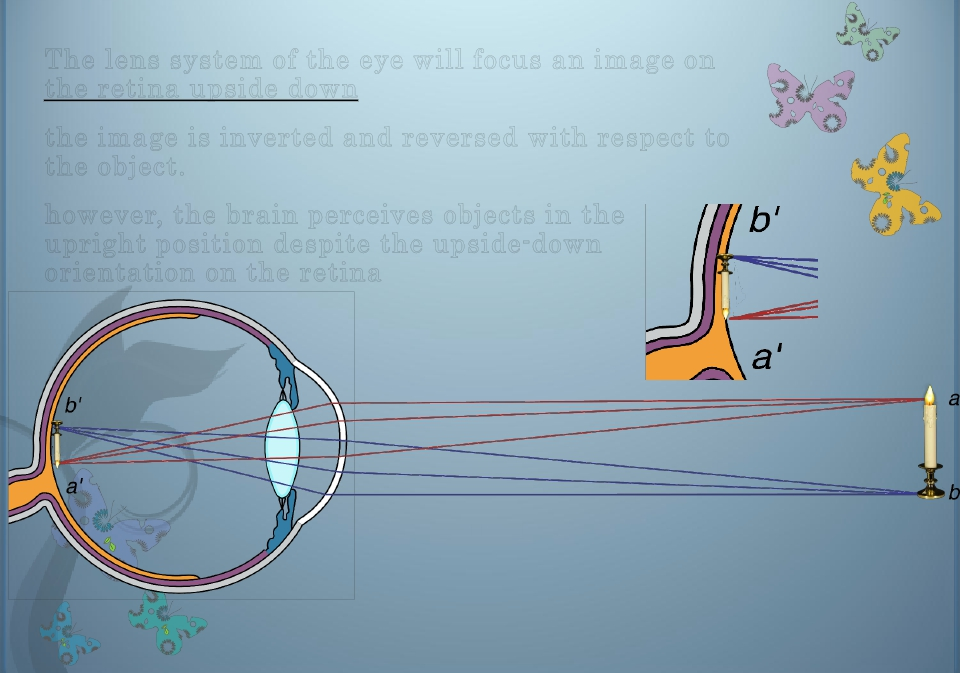 The lens system of the eye will focus an image on
the retina upside down
the image is inverted and reversed with respect to
the object.
however, the brain perceives objects in the
upright position despite the upside-down
orientation on the retina
b'
a'
b'
a'
a
b